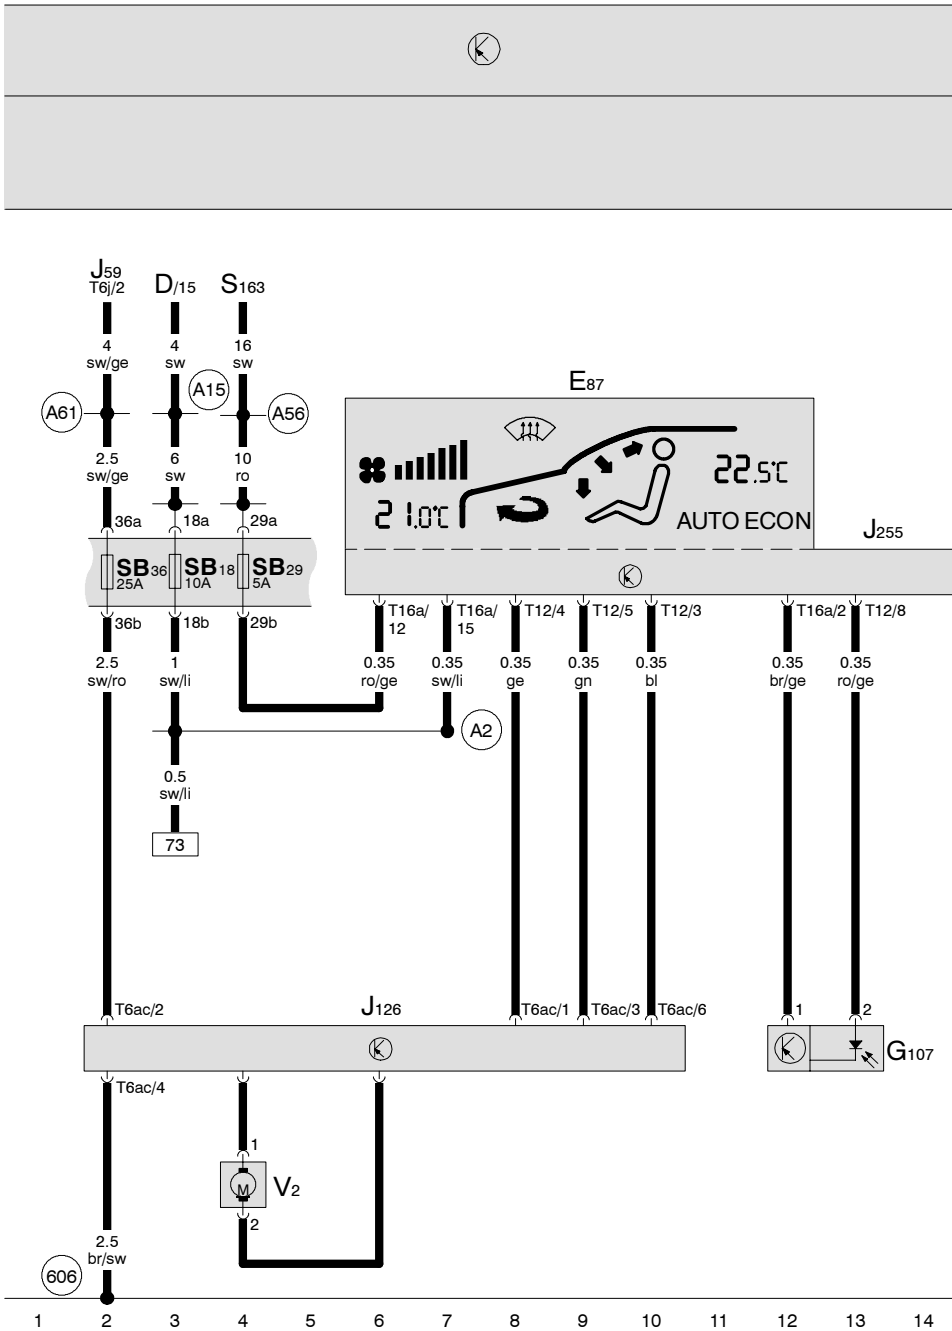 J59 D/15 S163
T6j/2
4 4 16
sw/ge sw sw
A15
A61 A56
E87
2.5 6 10
sw/ge sw ro
22.5°C
21.0°C
AUTO ECON
J255
36a 18a 29a
SB36 SB18 SB29
25A 10A 5A
T16a/ T16a/ T12/4 T12/5 T12/3 T16a/2 T12/8
12 15
36b 18b 29b
2.5 1 0.35 0.35 0.35 0.35 0.35 0.35 0.35
sw/ro sw/li ro/ge sw/li ge gn bl br/ge ro/ge
A2
0.5
sw/li
73
T6ac/2 J126 T6ac/1 T6ac/3 T6ac/6 1 2
G107
T6ac/4
1
M V2
2
2.5
br/sw
606
1 2 3 4 5 6 7 8 9 10 11 12 13 14